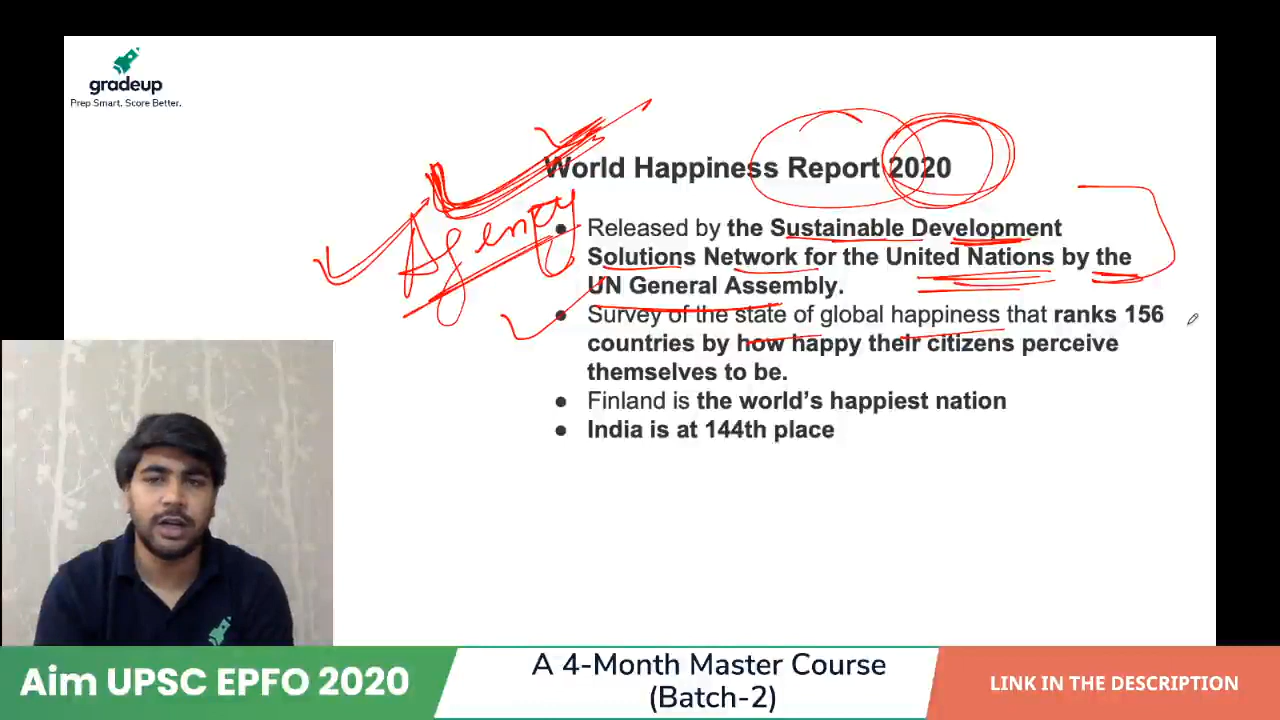 gradeup
Prep Smart. Score Better.
World Happiness Report 2020
Agency
● Released by the Sustainable Development
Solutions Network for the United Nations by the
UN General Assembly.
● Survey of the state of global happiness that ranks 156
countries by how happy their citizens perceive
themselves to be.
● Finland is the world's happiest nation
● India is at 144th place
Aim UPSC EPFO 2020
A 4-Month Master Course
(Batch-2)
LINK IN THE DESCRIPTION